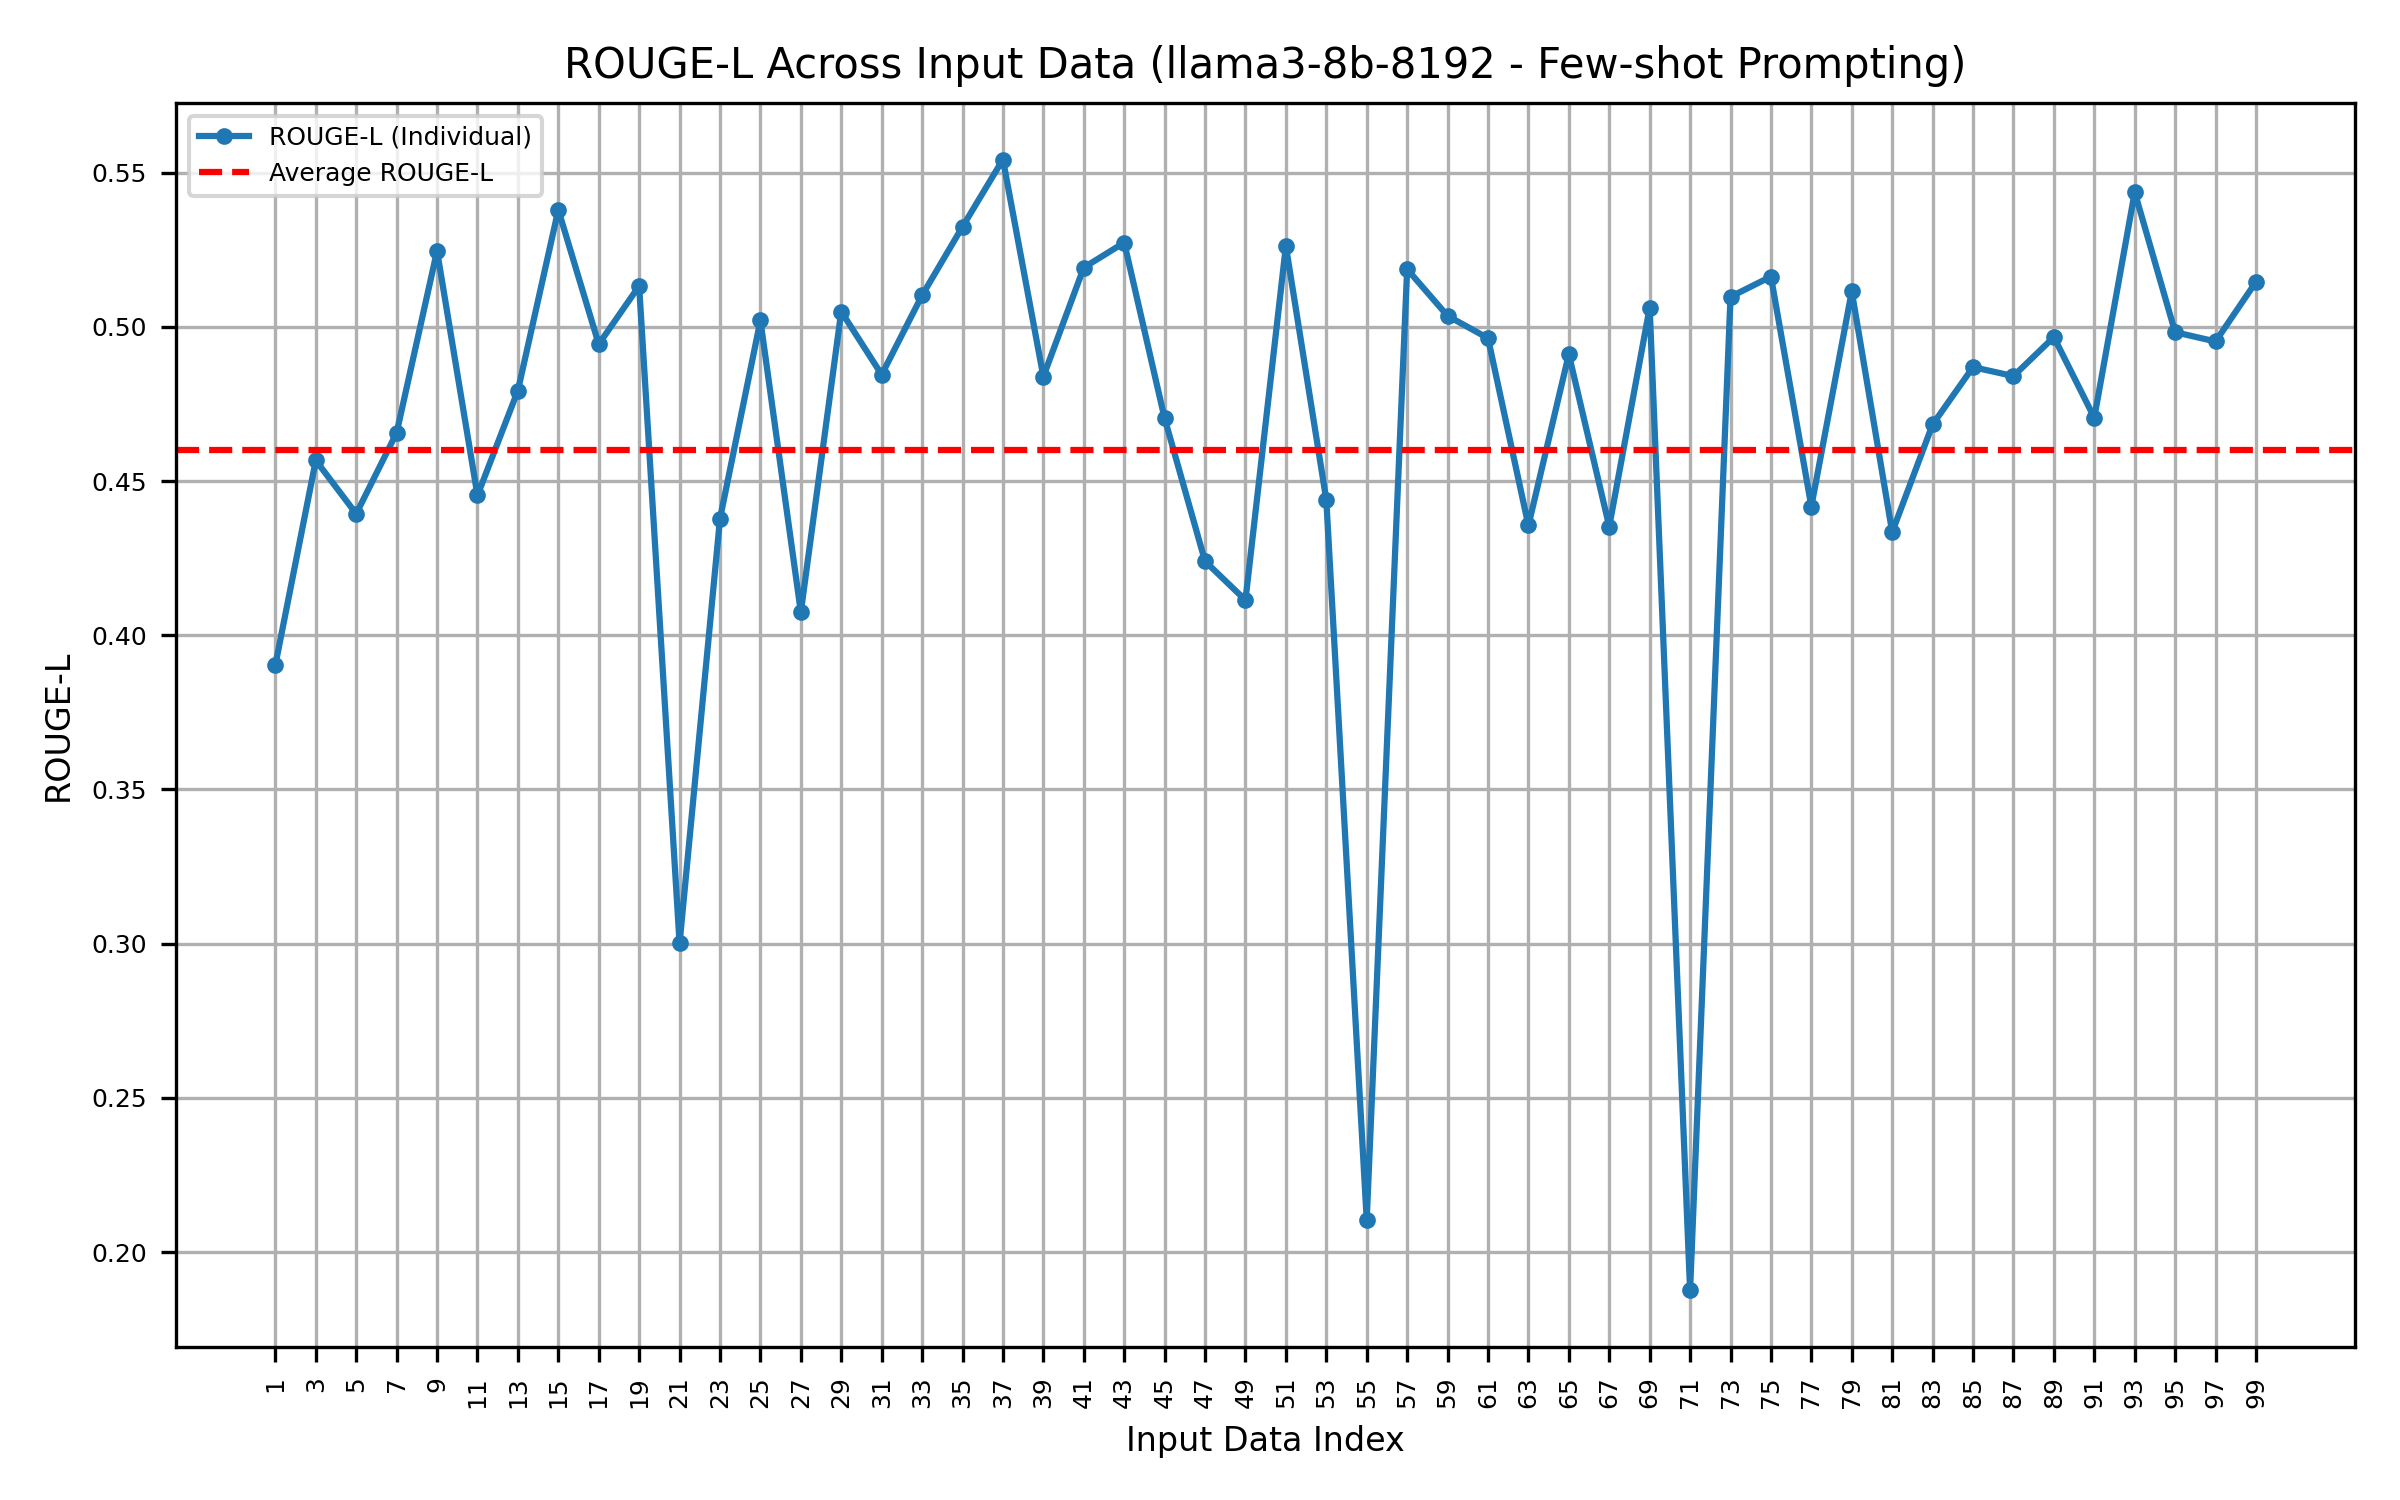 ROUGE-L Across Input Data (llama3-8b-8192 - Few-shot Prompting)
ROUGE-L (Individual)
Average ROUGE-L
0.55
0.50
0.45
0.40
0.35
0.30
0.25
0.20
ROUGE-L
1 3 5 7 9 11 13 15 17 19 21 23 25 27 29 31 33 35 37 39 41 43 45 47 49 51 53 55 57 59 61 63 65 67 69 71 73 75 77 79 81 83 85 87 89 91 93 95 97 99
Input Data Index